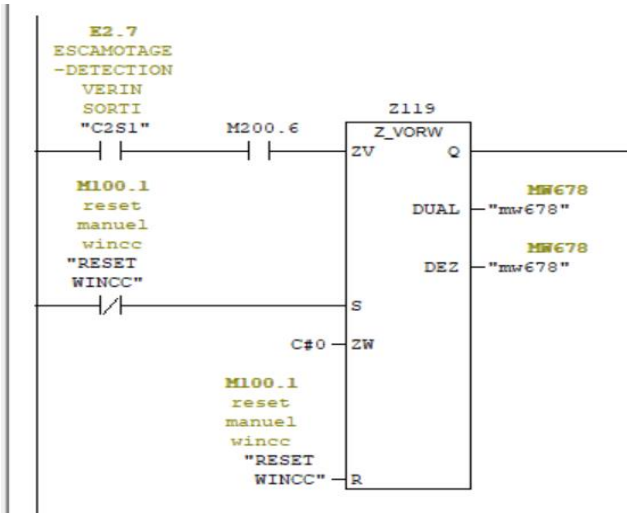 E2.7
ESCAMOTAGE
-DETECTION
VERIN
SORTI
"C2S1"
M200.6
Z119
Z_VORW
ZV
Q
M100.1
reset
manuel
wincc
"RESET
WINCC"
MW678
DUAL
"mw678"
MW678
DEZ
"mw678"
S
C#0
ZW
M100.1
reset
manuel
wincc
"RESET
WINCC"
R